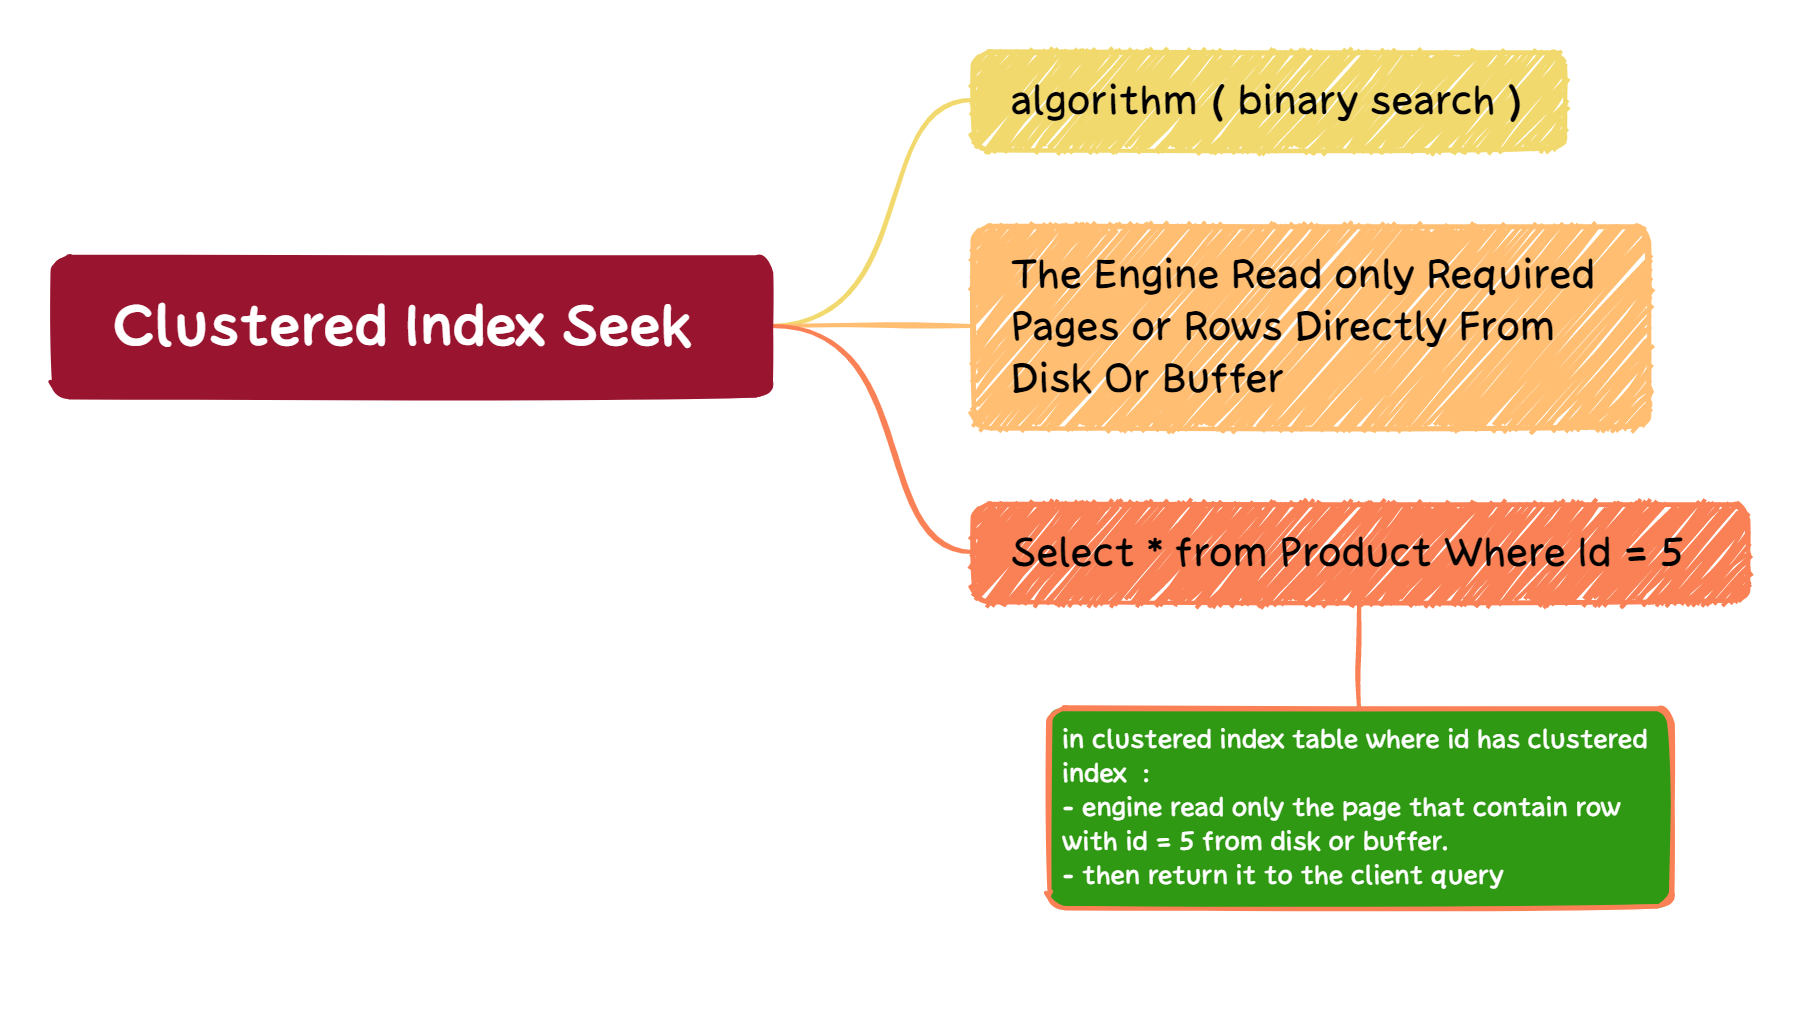 Clustered Index Seek
algorithm ( binary search )
The Engine Read only Required
Pages or Rows Directly From
Disk Or Buffer
Select * from Product Where Id = 5
in clustered index table where id has clustered
index  :
- engine read only the page that contain row
with id = 5 from disk or buffer.
- then return it to the client query